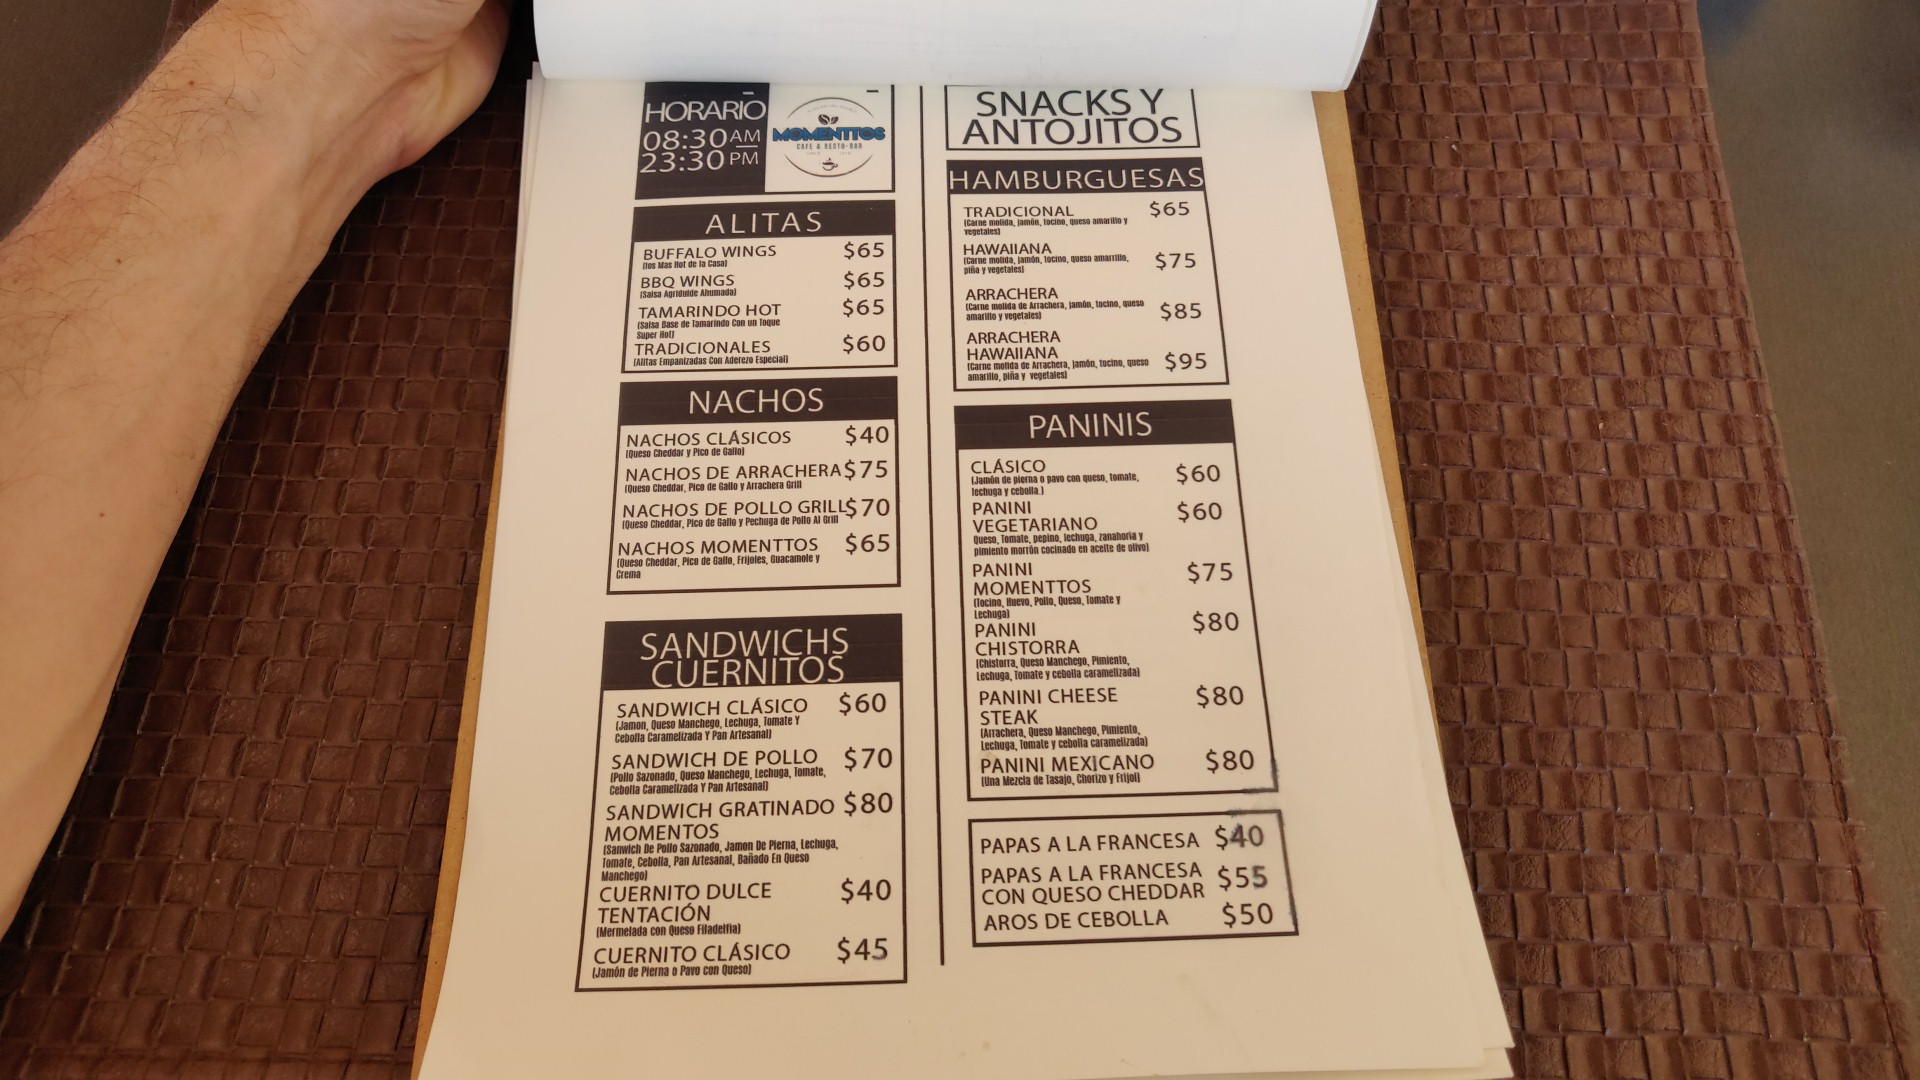 HORARIO
08:30 AM
23:30 PM
MOMENTTOS
CAFE & RESTO-BAR
ALITAS
BUFFALO WINGS $65
(los Mas Hot de la Casa)
BBQ WINGS $65
(Salsa Agridulde Ahumada)
TAMARINDO HOT $65
(Salsa Base de Tamarindo Con un Toque
Super Hot)
TRADICIONALES $60
(Alitas Empanizadas Con Aderezo Especial)
NACHOS
NACHOS CLÁSICOS $40
(Queso Cheddar y Pico de Gallo)
NACHOS DE ARRACHERA $75
(Queso Cheddar, Pico de Gallo y Arrachera Grill
NACHOS DE POLLO GRILL $70
(Queso Cheddar, Pico de Gallo y Pechuga de Pollo Al Grill
NACHOS MOMENTTOS $65
(Queso Cheddar, Pico de Gallo, Frijoles, Guacamole y
Crema
SANDWICHS
CUERNITOS
SANDWICH CLÁSICO $60
(Jamon, Queso Manchego, Lechuga, Tomate Y
Cebolla Caramelizada Y Pan Artesanal)
SANDWICH DE POLLO $70
(Pollo Sazonado, Queso Manchego, Lechuga, Tomate,
Cebolla Caramelizada Y Pan Artesanal)
SANDWICH GRATINADO $80
MOMENTOS
(Sanwich De Pollo Sazonado, Jamon De Pierna, Lechuga,
Tomate, Cebolla, Pan Artesanal, Bañado En Queso
Manchego)
CUERNITO DULCE $40
TENTACIÓN
(Mermelada con Queso Filadelfia)
CUERNITO CLÁSICO $45
(Jamón de Pierna o Pavo con Queso)
SNACKS Y
ANTOJITOS
HAMBURGUESAS
TRADICIONAL $65
(Carne molida, jamón, tocino, queso amarillo y
vegetales)
HAWAIIANA $75
(Carne molida, jamón, tocino, queso amarrillo,
piña y vegetales)
ARRACHERA $85
(Carne molida de Arrachera, jamón, tocino, queso
amarillo y vegetales)
ARRACHERA
HAWAIIANA $95
(Carne molida de Arrachera, jamón, tocino, queso
amarillo, piña y vegetales)
PANINIS
CLÁSICO $60
(Jamón de pierna o pavo con queso, tomate,
lechuga y cebolla.)
PANINI $60
VEGETARIANO
Queso, Tomate, pepino, lechuga, zanahoria y
pimiento morrón cocinado en aceite de olivo)
PANINI $75
MOMENTTOS
(Tocino, Huevo, Pollo, Queso, Tomate y
Lechuga)
PANINI $80
CHISTORRA
(Chistorra, Queso Manchego, Pimiento,
Lechuga, Tomate y cebolla caramelizada)
PANINI CHEESE $80
STEAK
(Arrachera, Queso Manchego, Pimiento,
Lechuga, Tomate y cebolla caramelizada)
PANINI MEXICANO $80
(Una Mezcla de Tasajo, Chorizo y Frijol)
PAPAS A LA FRANCESA $40
PAPAS A LA FRANCESA $55
CON QUESO CHEDDAR
AROS DE CEBOLLA $50